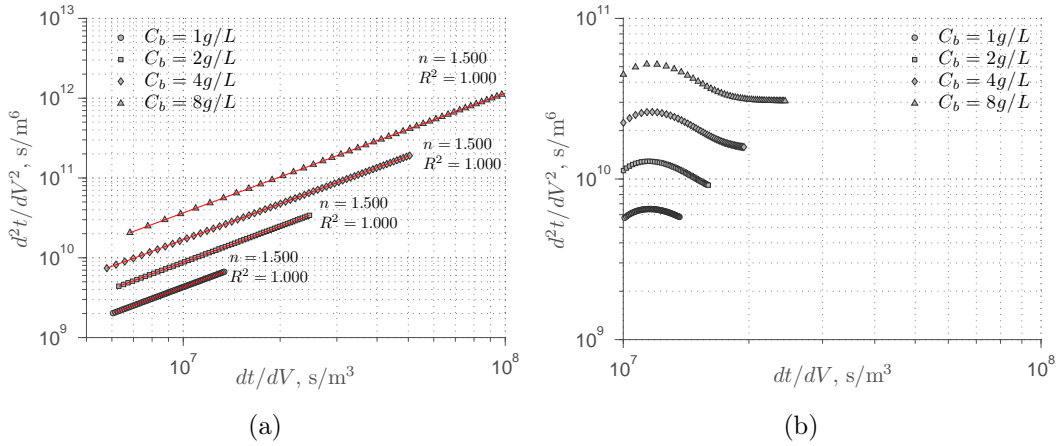 10^13
10^12
10^11
10^10
10^9
d^2t/dV^2, s/m^6
C_b = 1g/L
C_b = 2g/L
C_b = 4g/L
C_b = 8g/L
n = 1.500
R^2 = 1.000
n = 1.500
R^2 = 1.000
n = 1.500
R^2 = 1.000
n = 1.500
R^2 = 1.000
10^7
10^8
dt/dV, s/m^3
(a)
10^11
10^10
10^9
d^2t/dV^2, s/m^6
C_b = 1g/L
C_b = 2g/L
C_b = 4g/L
C_b = 8g/L
10^7
10^8
dt/dV, s/m^3
(b)